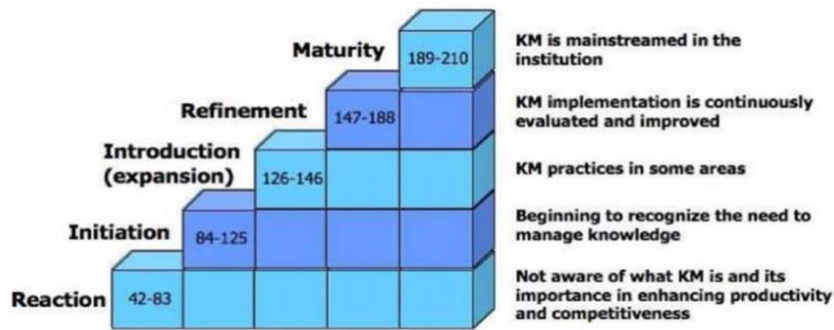 Maturity
189-210
KM is mainstreamed in the
institution
Refinement
147-188
KM implementation is continuously
evaluated and improved
Introduction
(expansion)
126-146
KM practices in some areas
Initiation
84-125
Beginning to recognize the need to
manage knowledge
Reaction
42-83
Not aware of what KM is and its
importance in enhancing productivity
and competitiveness